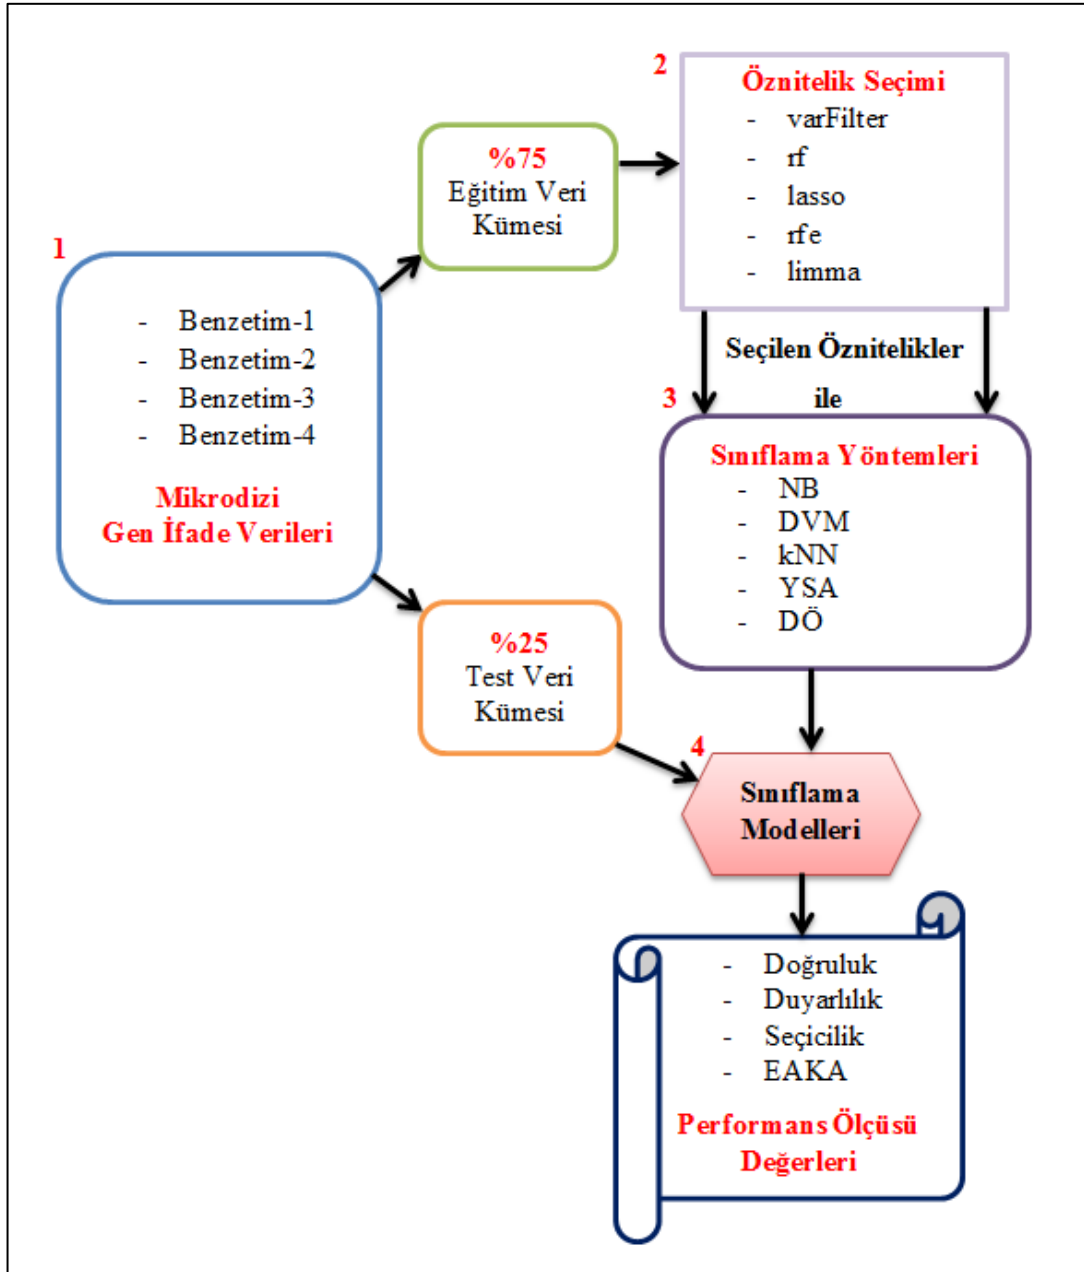 1
- Benzetim-1
- Benzetim-2
- Benzetim-3
- Benzetim-4
Mikrodizi
Gen İfade Verileri
%75
Eğitim Veri
Kümesi
2
Öznitelik Seçimi
- varFilter
- rf
- lasso
- rfe
- limma
Seçilen Öznitelikler
ile
3
Sınıflama Yöntemleri
- NB
- DVM
- kNN
- YSA
- DÖ
%25
Test Veri
Kümesi
4
Sınıflama
Modelleri
- Doğruluk
- Duyarlılık
- Seçicilik
- EAKA
Performans Ölçüsü
Değerleri